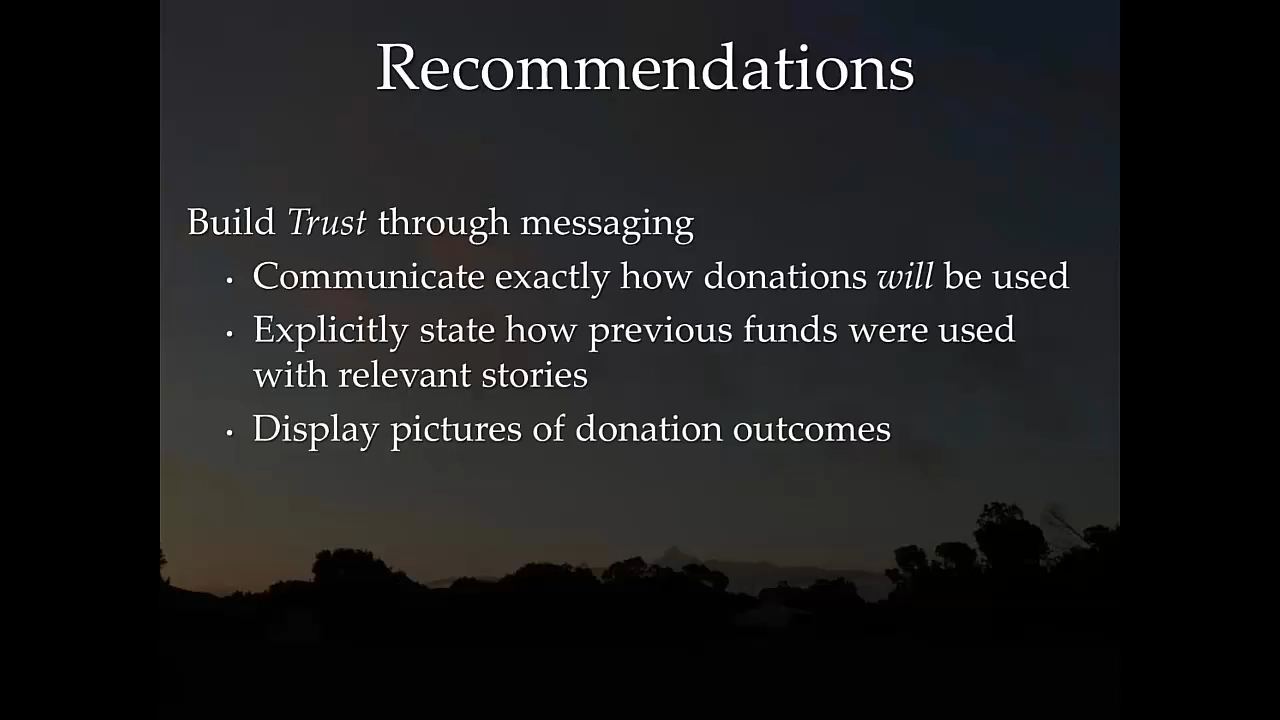 Recommendations
Build Trust through messaging
• Communicate exactly how donations will be used
• Explicitly state how previous funds were used
with relevant stories
• Display pictures of donation outcomes